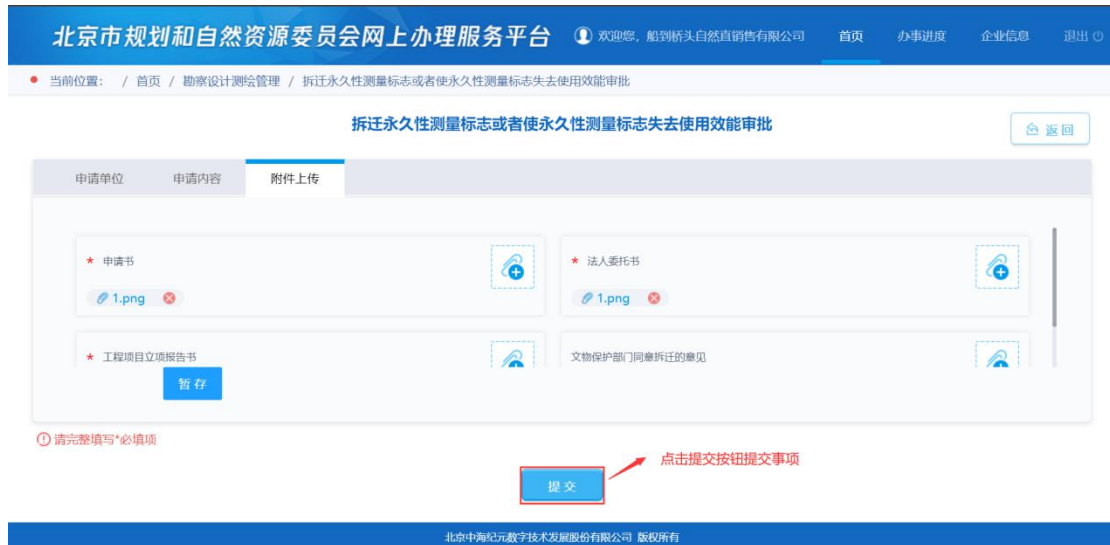 北京市规划和自然资源委员会网上办理服务平台 欢迎您，船到桥头自然直销售有限公司 首页 办事进度 企业信息 退出
当前位置： / 首页 / 勘察设计测绘管理 / 拆迁永久性测量标志或者使永久性测量标志失去使用效能审批
拆迁永久性测量标志或者使永久性测量标志失去使用效能审批
返回
申请单位 申请内容 附件上传
* 申请书
1.png
* 法人委托书
1.png
* 工程项目立项报告书
文物保护部门同意拆迁的意见
暂存
请完整填写*必填项
点击提交按钮提交事项
提交
北京中海纪元数字技术发展股份有限公司 版权所有